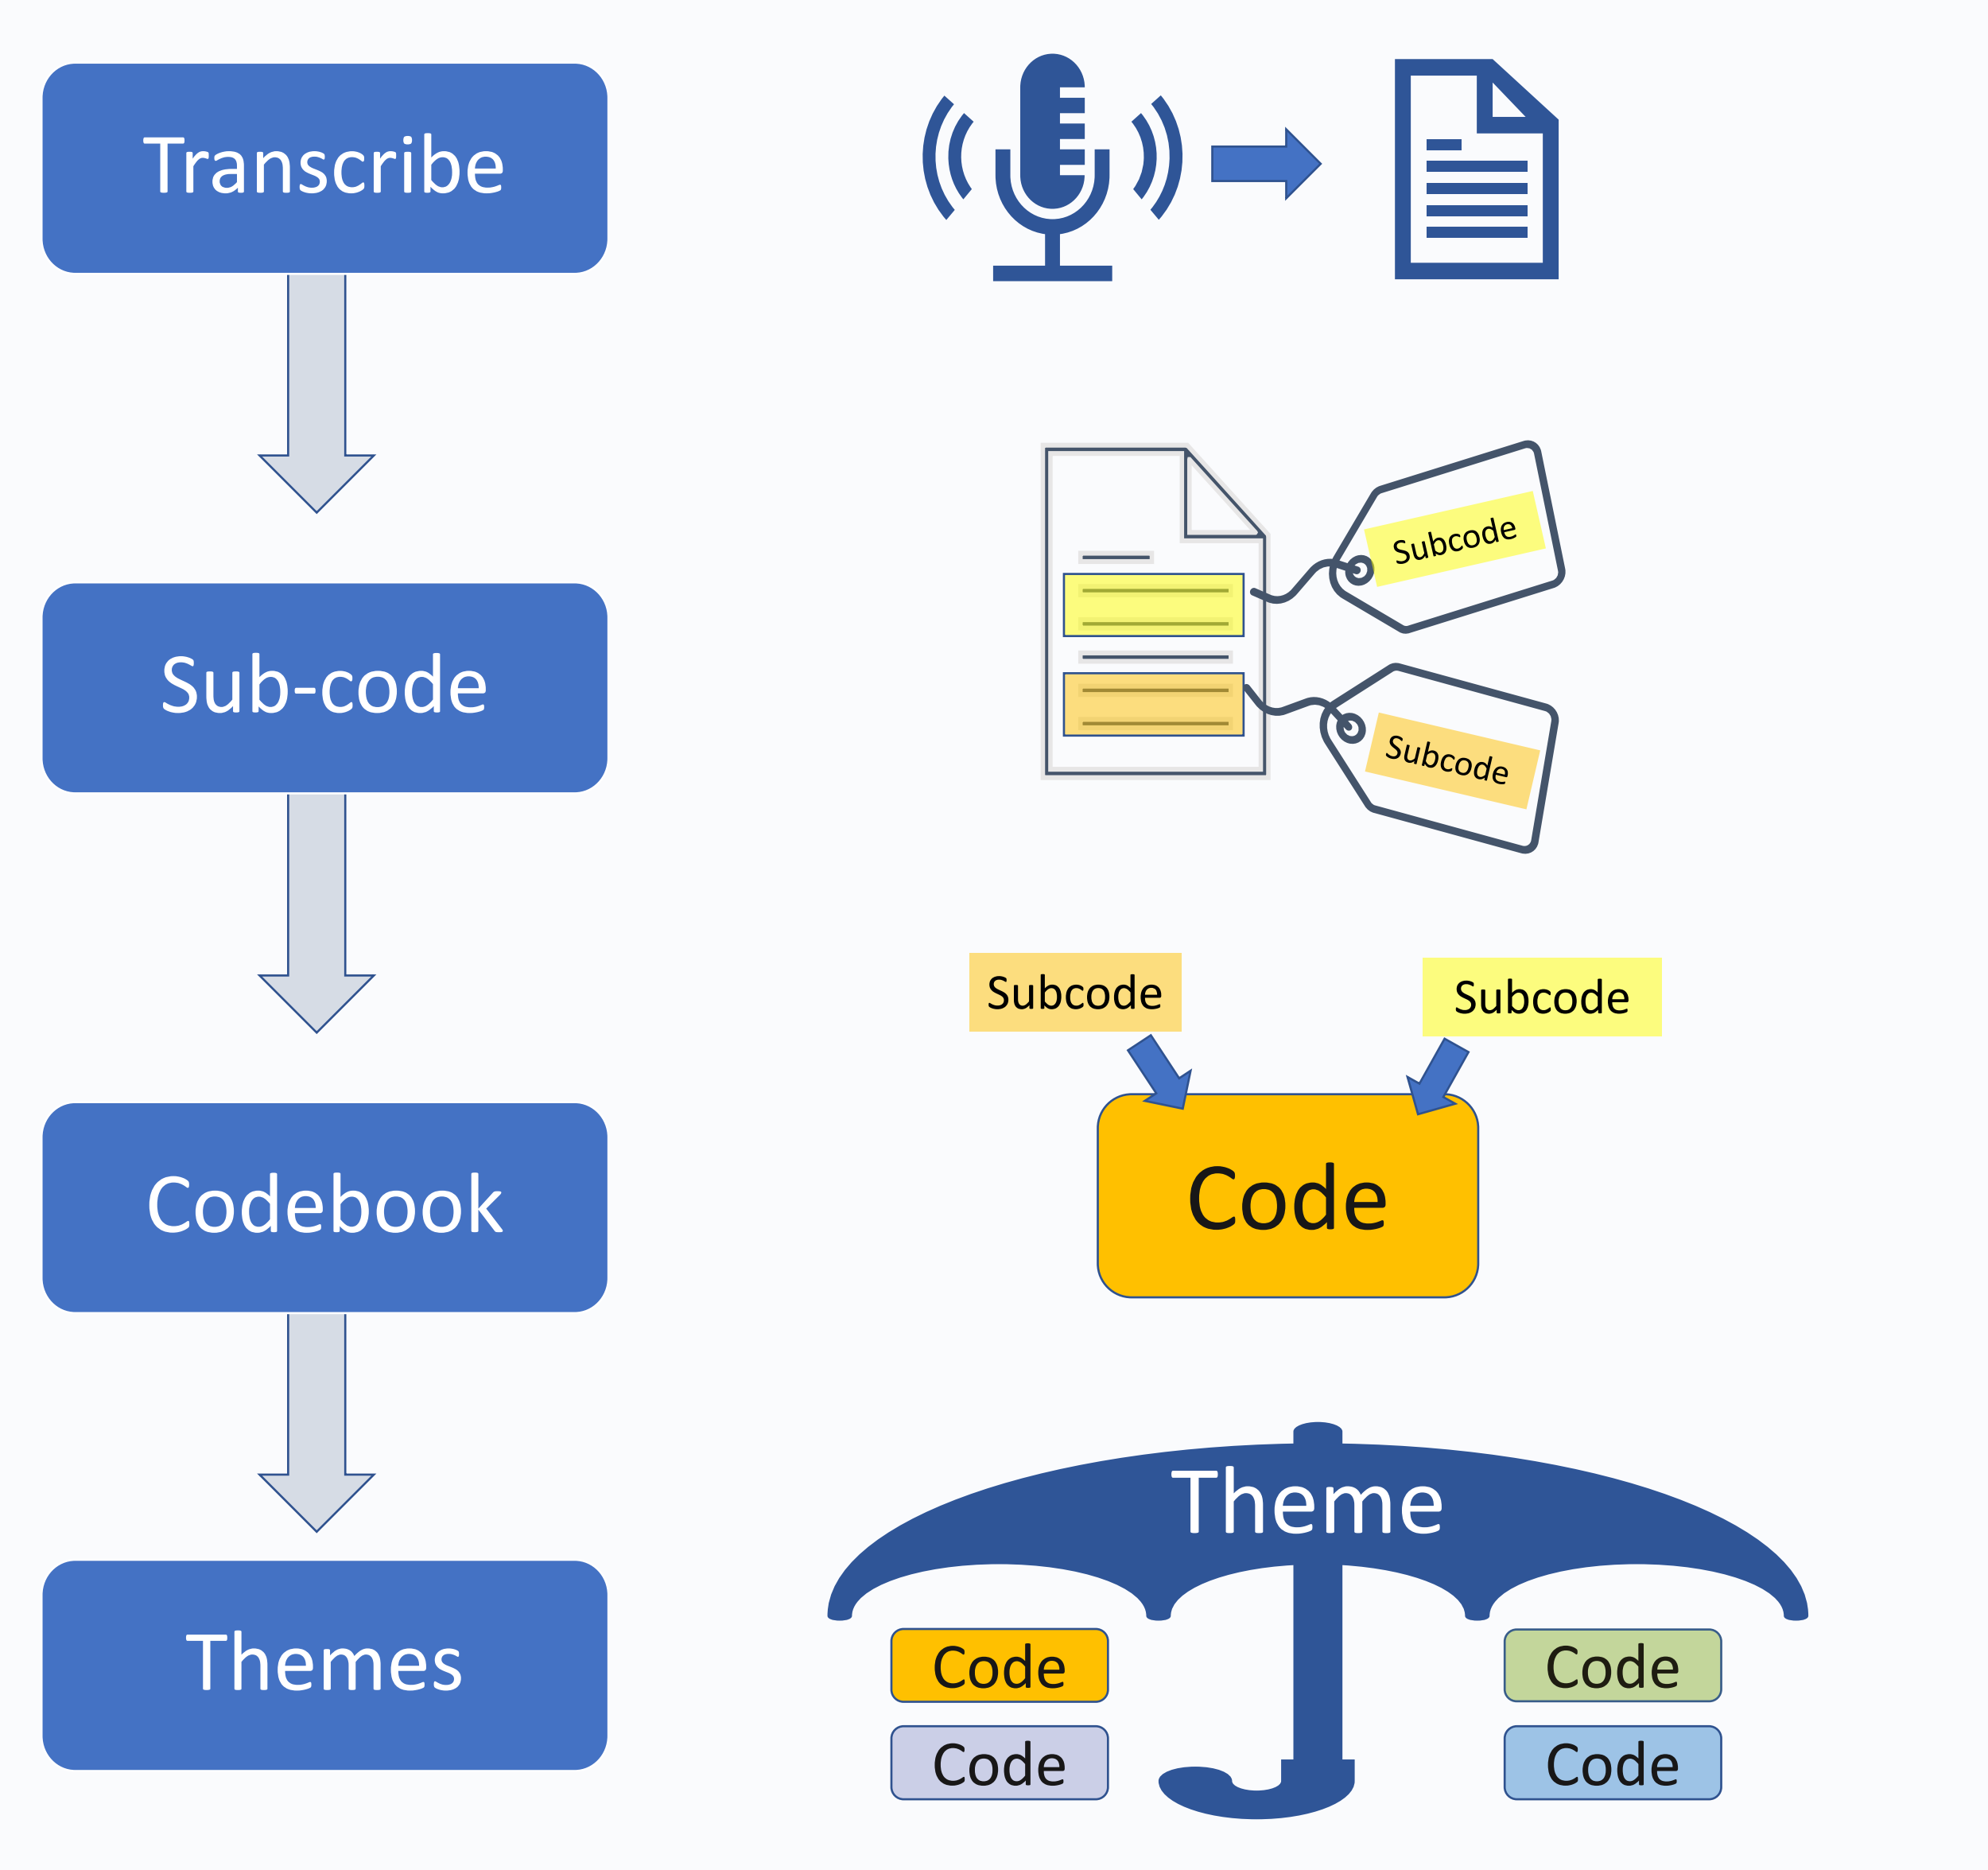 Transcribe
Sub-code
Subcode
Subcode
Codebook
Subcode
Subcode
Code
Themes
Theme
Code
Code
Code
Code